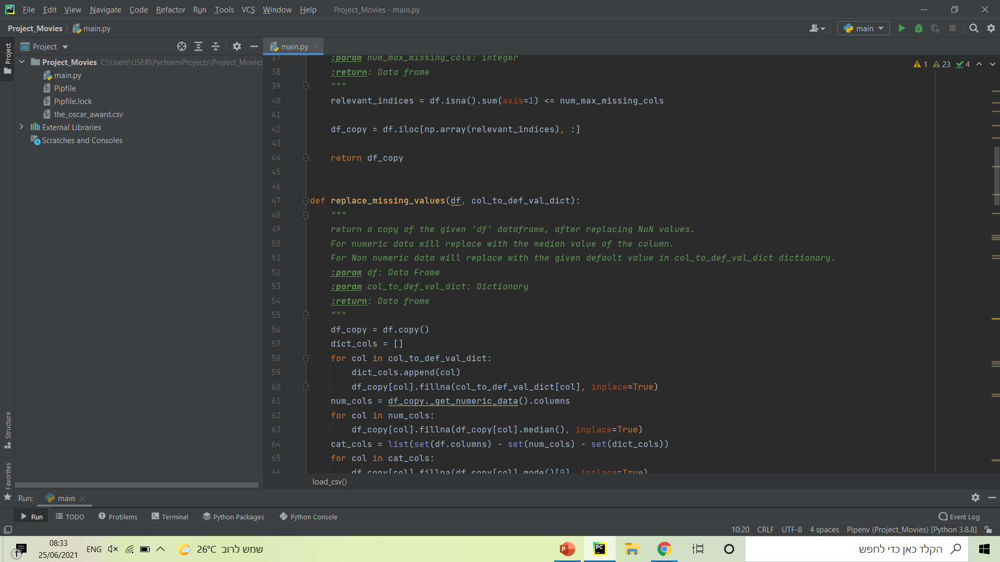 PC File Edit View Navigate Code Refactor Run Tools VCS Window Help Project_Movies - main.py
Project_Movies main.py main
Project main.py
Project
Project_Movies C:\Users\USER\PycharmProjects\Project_Movies
main.py
Pipfile
Pipfile.lock
the_oscar_award.csv
External Libraries
Scratches and Consoles
1 23 4
37 :param num_max_missing_cols: integer
38 :return: Data frame
39 """
40 relevant_indices = df.isna().sum(axis=1) <= num_max_missing_cols
41
42 df_copy = df.iloc[np.array(relevant_indices), :]
43
44 return df_copy
45
46
47 def replace_missing_values(df, col_to_def_val_dict):
48 """
49 return a copy of the given 'df' dataframe, after replacing NaN values.
50 For numeric data will replace with the median value of the column.
51 For Non numeric data will replace with the given default value in col_to_def_val_dict dictionary.
52 :param df: Data Frame
53 :param col_to_def_val_dict: Dictionary
54 :return: Data frame
55 """
56 df_copy = df.copy()
57 dict_cols = []
58 for col in col_to_def_val_dict:
59 dict_cols.append(col)
60 df_copy[col].fillna(col_to_def_val_dict[col], inplace=True)
61 num_cols = df_copy._get_numeric_data().columns
62 for col in num_cols:
63 df_copy[col].fillna(df_copy[col].median(), inplace=True)
64 cat_cols = list(set(df.columns) - set(num_cols) - set(dict_cols))
65 for col in cat_cols:
66 df_copy[col].fillna(df_copy[col].mode()[0], inplace=True)
load_csv()
Structure
Favorites
Run: main
Run TODO Problems Terminal Python Packages Python Console Event Log
10:20 CRLF UTF-8 4 spaces Pipenv (Project_Movies) [Python 3.8.8]
1
08:33
25/06/2021
ENG
26°C שמש לרוב
P
PC
הקלד כאן כדי לחפש